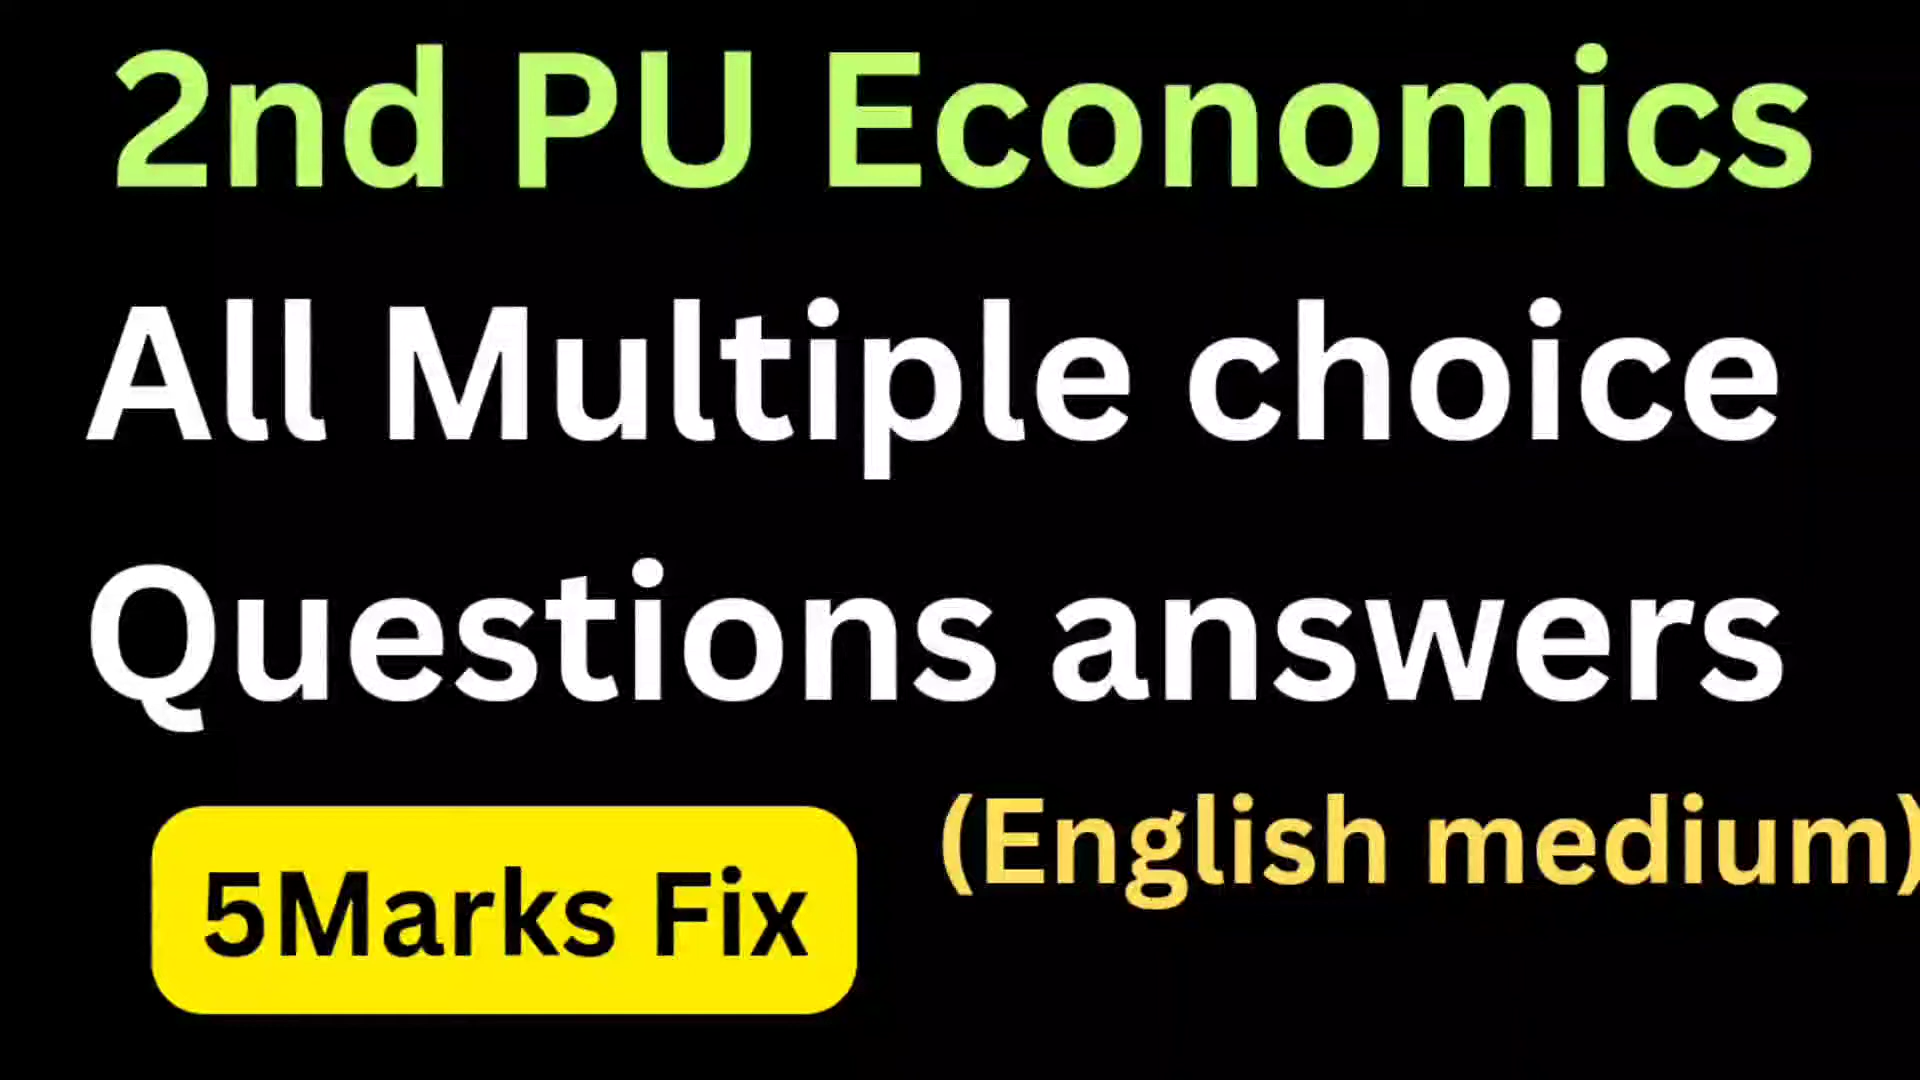 2nd PU Economics
All Multiple choice
Questions answers
(English medium)
5Marks Fix